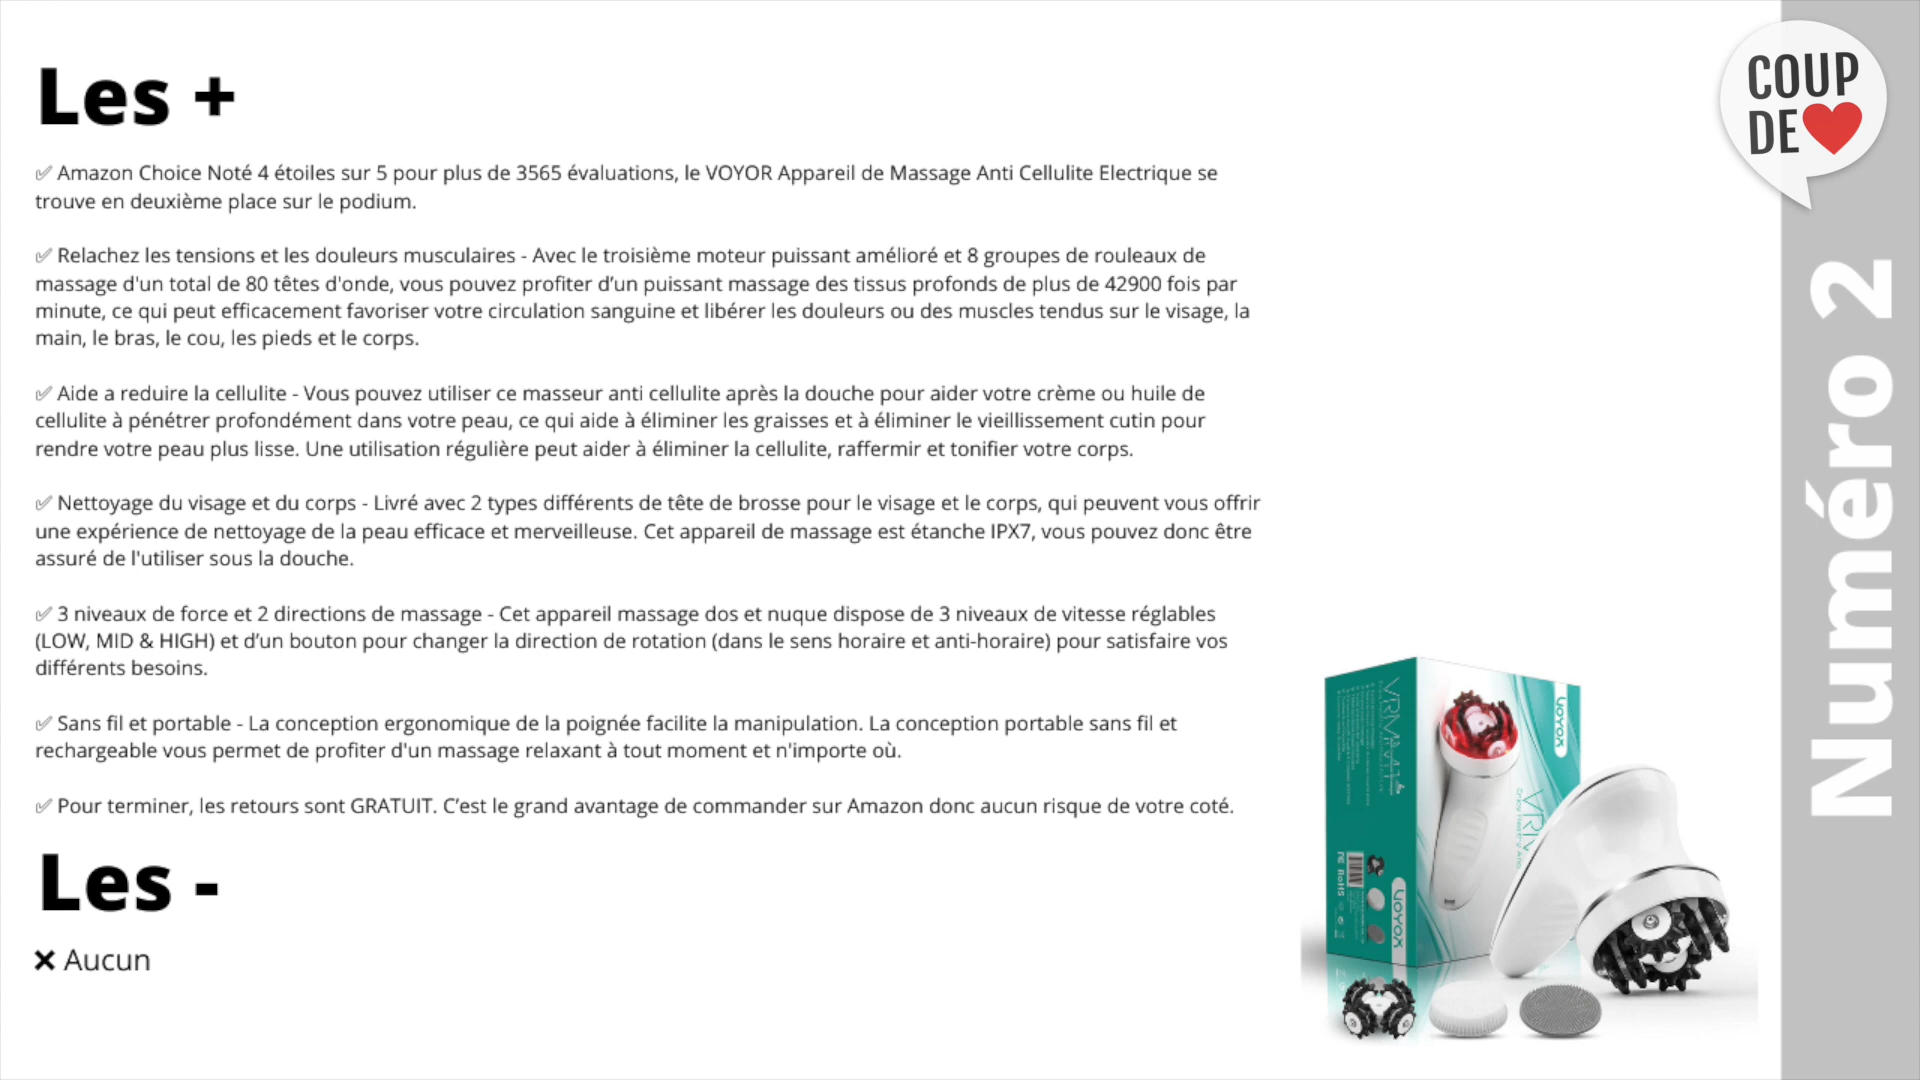 Les +
✅ Amazon Choice Noté 4 étoiles sur 5 pour plus de 3565 évaluations, le VOYOR Appareil de Massage Anti Cellulite Electrique se
trouve en deuxième place sur le podium.
✅ Relachez les tensions et les douleurs musculaires - Avec le troisième moteur puissant amélioré et 8 groupes de rouleaux de
massage d'un total de 80 têtes d'onde, vous pouvez profiter d’un puissant massage des tissus profonds de plus de 42900 fois par
minute, ce qui peut efficacement favoriser votre circulation sanguine et libérer les douleurs ou des muscles tendus sur le visage, la
main, le bras, le cou, les pieds et le corps.
✅ Aide a reduire la cellulite - Vous pouvez utiliser ce masseur anti cellulite après la douche pour aider votre crème ou huile de
cellulite à pénétrer profondément dans votre peau, ce qui aide à éliminer les graisses et à éliminer le vieillissement cutin pour
rendre votre peau plus lisse. Une utilisation régulière peut aider à éliminer la cellulite, raffermir et tonifier votre corps.
✅ Nettoyage du visage et du corps - Livré avec 2 types différents de tête de brosse pour le visage et le corps, qui peuvent vous offrir
une expérience de nettoyage de la peau efficace et merveilleuse. Cet appareil de massage est étanche IPX7, vous pouvez donc être
assuré de l'utiliser sous la douche.
✅ 3 niveaux de force et 2 directions de massage - Cet appareil massage dos et nuque dispose de 3 niveaux de vitesse réglables
(LOW, MID & HIGH) et d’un bouton pour changer la direction de rotation (dans le sens horaire et anti-horaire) pour satisfaire vos
différents besoins.
✅ Sans fil et portable - La conception ergonomique de la poignée facilite la manipulation. La conception portable sans fil et
rechargeable vous permet de profiter d'un massage relaxant à tout moment et n'importe où.
✅ Pour terminer, les retours sont GRATUIT. C’est le grand avantage de commander sur Amazon donc aucun risque de votre coté.
Les -
❌ Aucun
COUP
DE
Numéro 2
VOYOR
VOYOR
RoHS